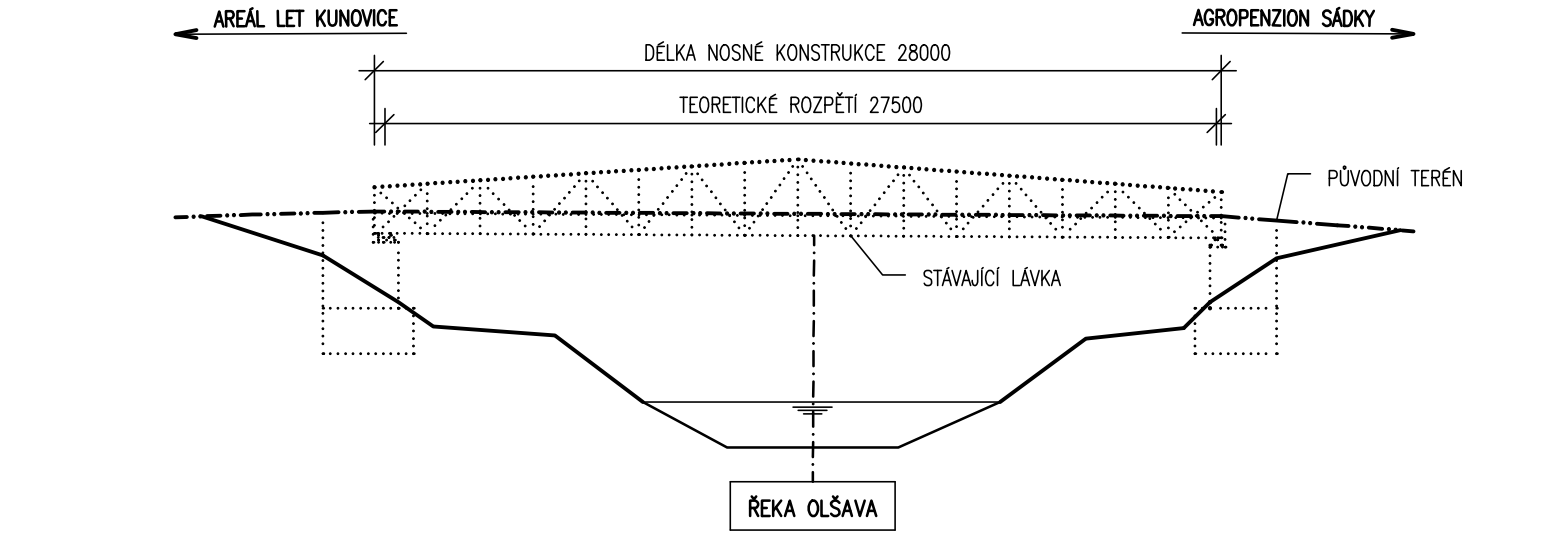 AREÁL LET KUNOVICE
AGROPENZION SÁDKY
DÉLKA NOSNÉ KONSTRUKCE 28000
TEORETICKÉ ROZPĚTÍ 27500
PŮVODNÍ TERÉN
STÁVAJÍCÍ LÁVKA
ŘEKA OLŠAVA